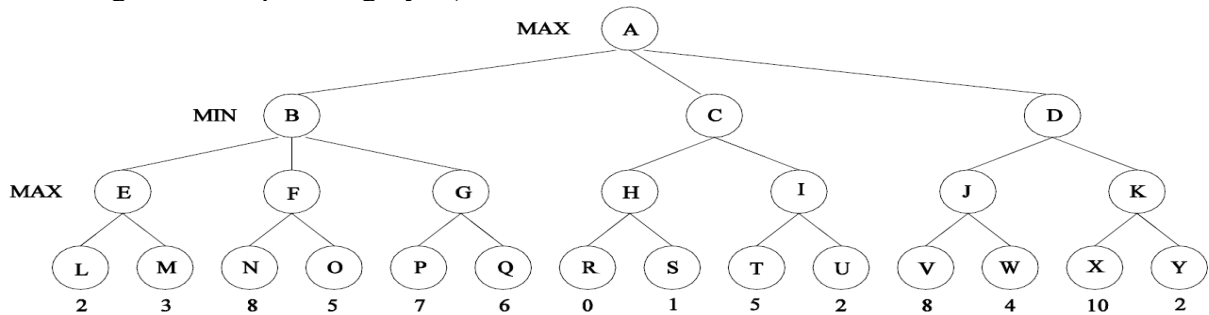 MAX A
MIN B C D
MAX E F G H I J K
L M N O P Q R S T U V W X Y
2 3 8 5 7 6 0 1 5 2 8 4 10 2